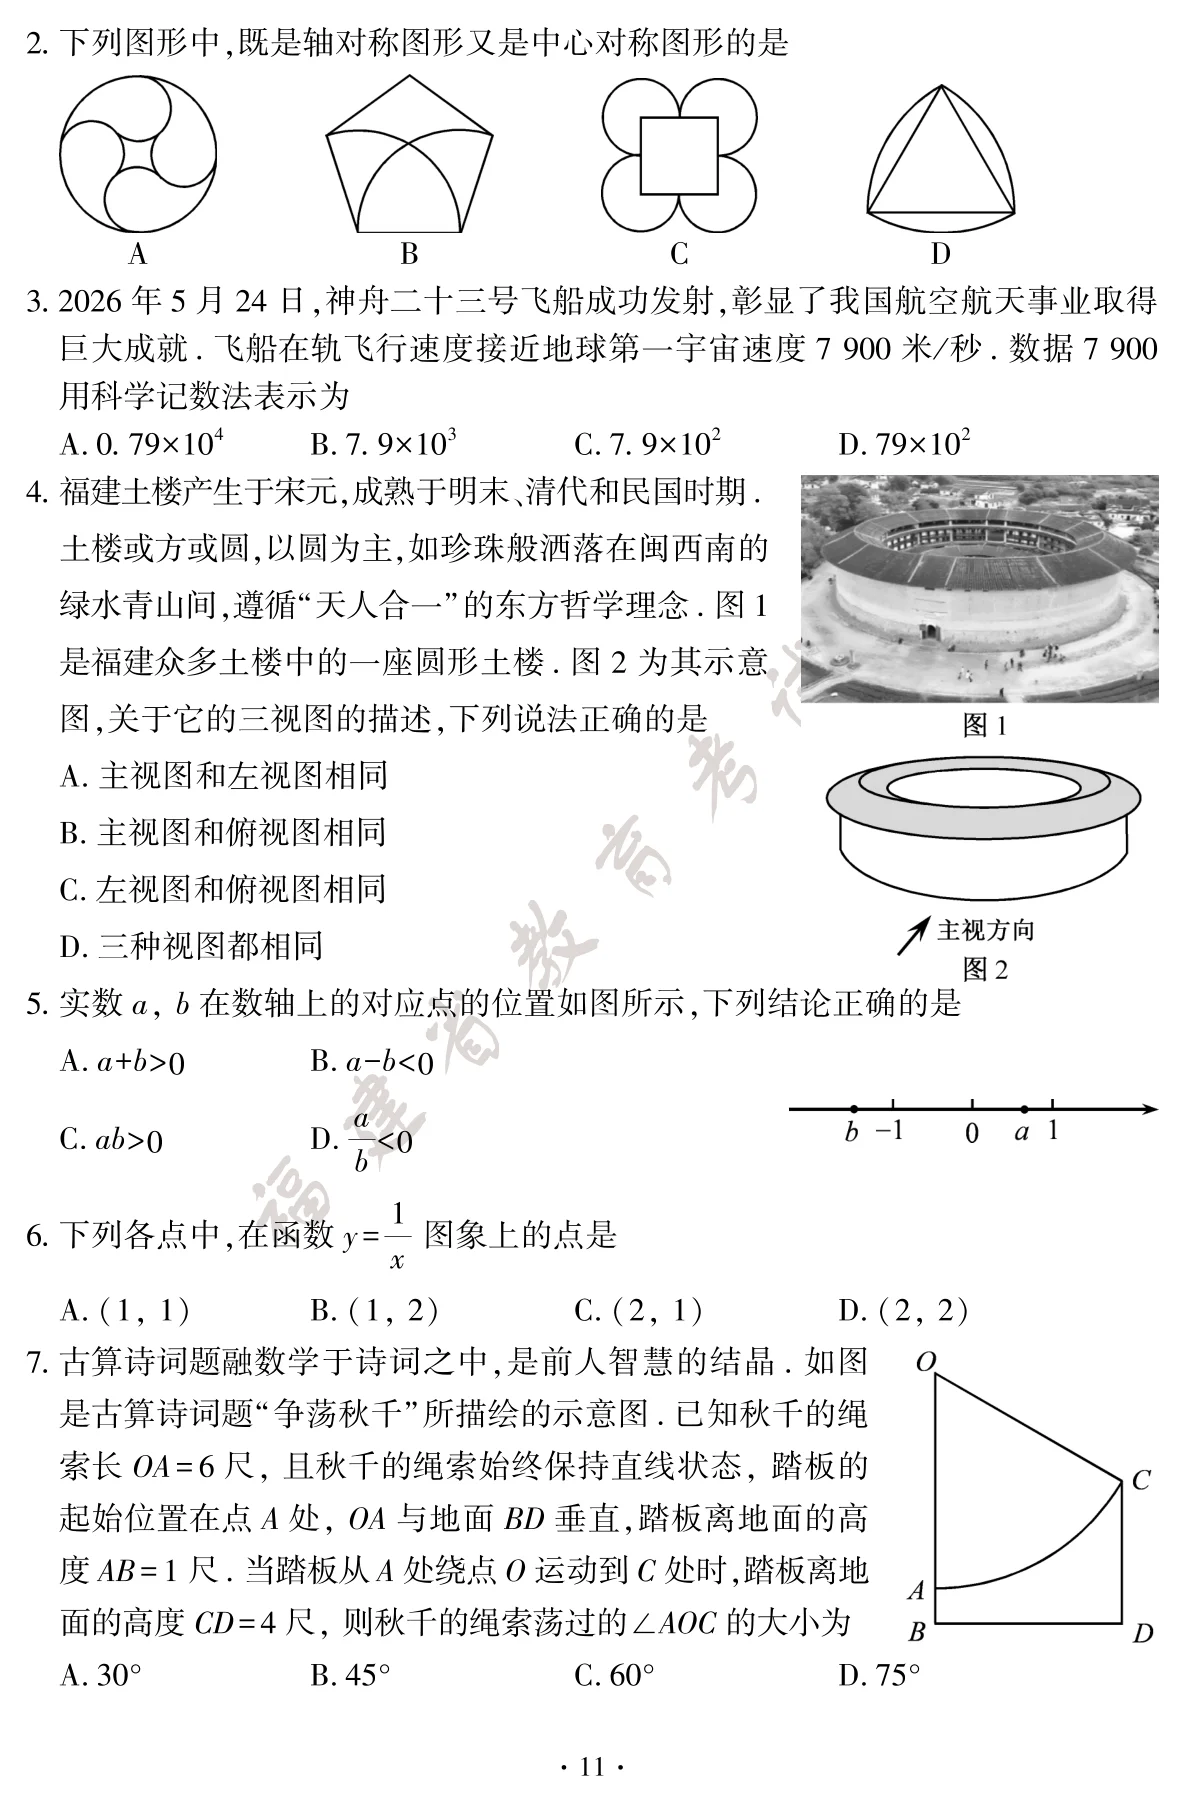 2. 下列图形中,既是轴对称图形又是中心对称图形的是
A B C D
3. 2026 年 5 月 24 日,神舟二十三号飞船成功发射,彰显了我国航空航天事业取得
巨大成就. 飞船在轨飞行速度接近地球第一宇宙速度 7 900 米/秒. 数据 7 900
用科学记数法表示为
A. 0.79×10⁴ B. 7.9×10³ C. 7.9×10² D. 79×10²
4. 福建土楼产生于宋元,成熟于明末、清代和民国时期.
土楼或方或圆,以圆为主,如珍珠般洒落在闽西南的
绿水青山间,遵循“天人合一”的东方哲学理念. 图 1
是福建众多土楼中的一座圆形土楼. 图 2 为其示意
图,关于它的三视图的描述,下列说法正确的是
图 1
A. 主视图和左视图相同
B. 主视图和俯视图相同
C. 左视图和俯视图相同
D. 三种视图都相同
主视方向
图 2
5. 实数 a, b 在数轴上的对应点的位置如图所示,下列结论正确的是
A. a+b>0 B. a-b<0
C. ab>0 D. a/b<0
b -1 0 a 1
6. 下列各点中,在函数 y=1/x 图象上的点是
A. (1, 1) B. (1, 2) C. (2, 1) D. (2, 2)
7. 古算诗词题融数学于诗词之中,是前人智慧的结晶. 如图
是古算诗词题“争荡秋千”所描绘的示意图. 已知秋千的绳
索长 OA=6 尺, 且秋千的绳索始终保持直线状态, 踏板的
起始位置在点 A 处, OA 与地面 BD 垂直,踏板离地面的高
度 AB=1 尺. 当踏板从 A 处绕点 O 运动到 C 处时,踏板离地
面的高度 CD=4 尺, 则秋千的绳索荡过的∠AOC 的大小为
O
C
A
B D
A. 30° B. 45° C. 60° D. 75°
· 11 ·
福建省教育考